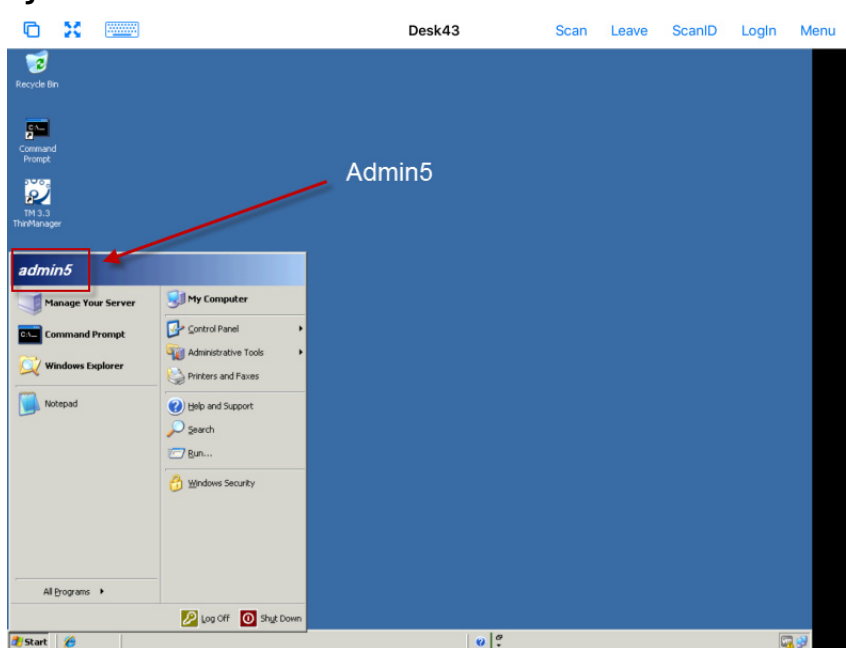 Desk43
Scan
Leave
ScanID
LogIn
Menu
Recycle Bin
Command
Prompt
TM 3.3
ThinManager
Admin5
admin5
Manage Your Server
Command Prompt
Windows Explorer
Notepad
All Programs
My Computer
Control Panel
Administrative Tools
Printers and Faxes
Help and Support
Search
Run...
Windows Security
Log Off
Shut Down
Start